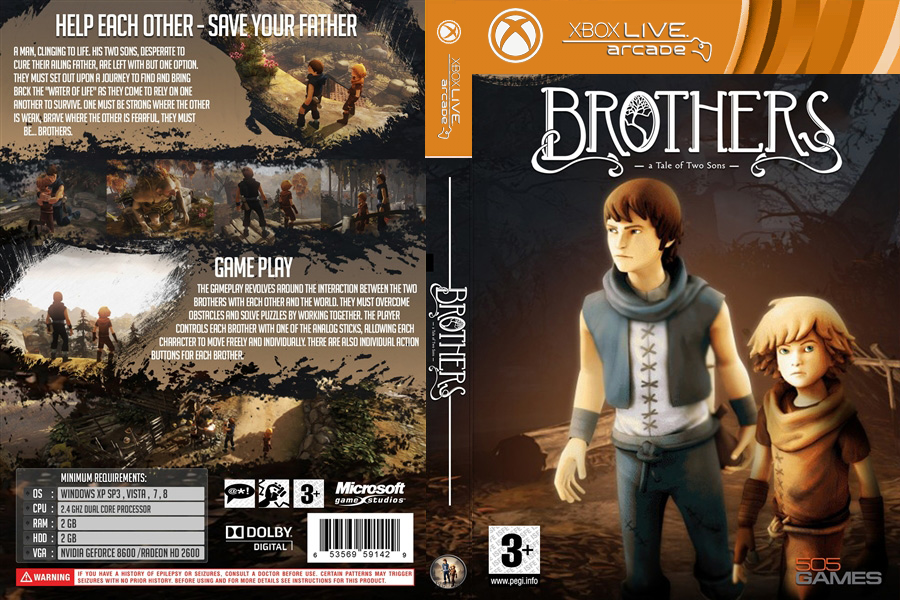 HELP EACH OTHER - SAVE YOUR FATHER
A MAN, CLINGING TO LIFE. HIS TWO SONS, DESPERATE TO
CURE THEIR AILING FATHER, ARE LEFT WITH BUT ONE OPTION.
THEY MUST SET OUT UPON A JOURNEY TO FIND AND BRING
BACK THE "WATER OF LIFE" AS THEY COME TO RELY ON ONE
ANOTHER TO SURVIVE. ONE MUST BE STRONG WHERE THE OTHER
IS WEAK, BRAVE WHERE THE OTHER IS FEARFUL, THEY MUST
BE... BROTHERS.
GAME PLAY
THE GAMEPLAY REVOLVES AROUND THE INTERACTION BETWEEN THE TWO
BROTHERS WITH EACH OTHER AND THE WORLD. THEY MUST OVERCOME
OBSTACLES AND SOLVE PUZZLES BY WORKING TOGETHER. THE PLAYER
CONTROLS EACH BROTHER WITH ONE OF THE ANALOG STICKS, ALLOWING EACH
CHARACTER TO MOVE FREELY AND INDIVIDUALLY. THERE ARE ALSO INDIVIDUAL ACTION
BUTTONS FOR EACH BROTHER.
MINIMUM REQUIREMENTS:
OS : WINDOWS XP SP3 , VISTA , 7 , 8
CPU : 2.4 GHZ DUAL CORE PROCESSOR
RAM : 2 GB
HDD : 2 GB
VGA : NVIDIA GEFORCE 8600 /RADEON HD 2600
@*!
3+
Microsoft
game studios
DOLBY
DIGITAL
6 53569 59142 9
WARNING
IF YOU HAVE A HISTORY OF EPILEPSY OR SEIZURES, CONSULT A DOCTOR BEFORE USE. CERTAIN PATTERNS MAY TRIGGER
SEIZURES WITH NO PRIOR HISTORY. BEFORE USING AND FOR MORE DETAILS SEE INSTRUCTIONS FOR THIS PRODUCT.
XBOX LIVE
arcade
BROTHERS
a Tale of Two Sons
XBOX LIVE.
arcade
BROTHERS
— a Tale of Two Sons —
3+
www.pegi.info
505
GAMES